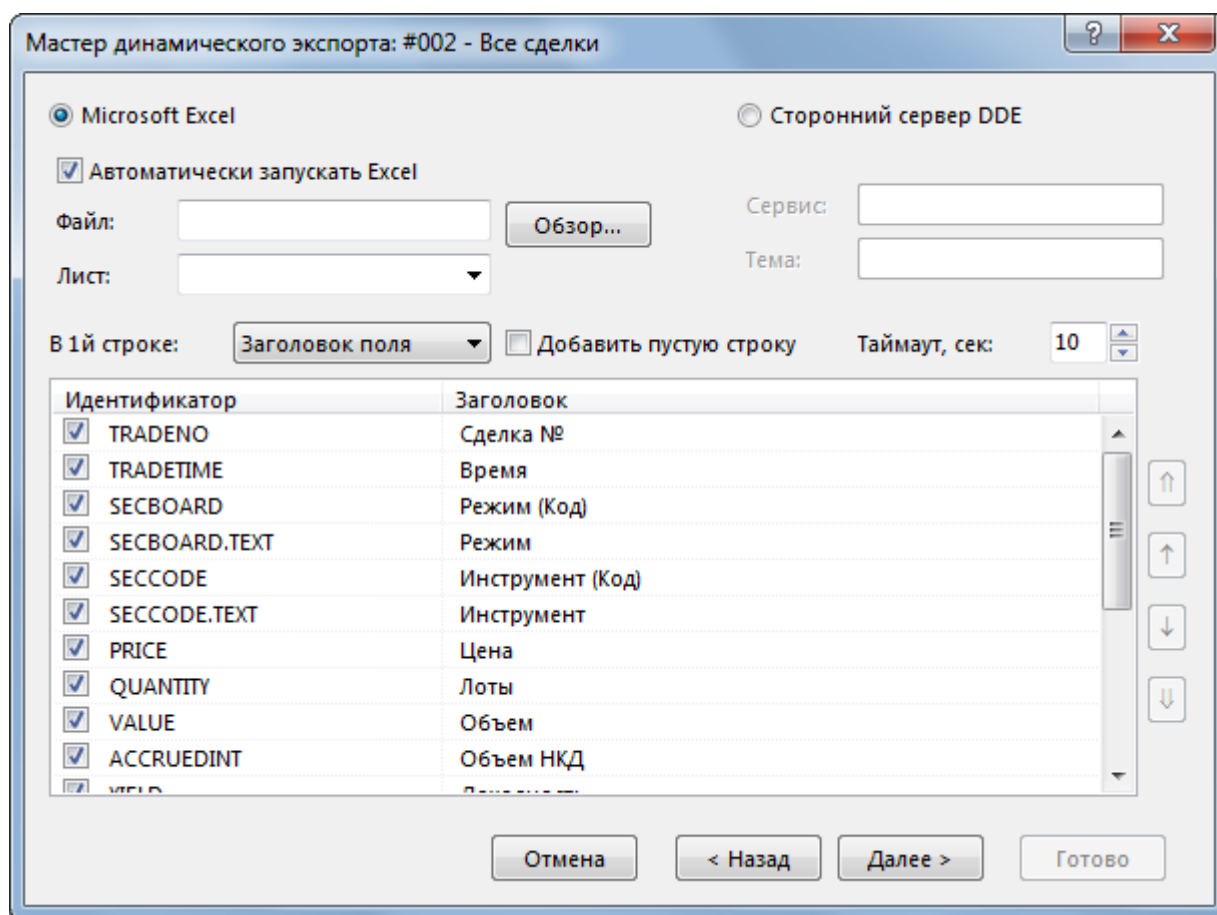 Мастер динамического экспорта: #002 - Все сделки
Microsoft Excel
Сторонний сервер DDE
Автоматически запускать Excel
Файл:
Обзор...
Сервис:
Лист:
Тема:
В 1й строке:
Заголовок поля
Добавить пустую строку
Таймаут, сек:
10
Идентификатор Заголовок
TRADENO Сделка №
TRADETIME Время
SECBOARD Режим (Код)
SECBOARD.TEXT Режим
SECCODE Инструмент (Код)
SECCODE.TEXT Инструмент
PRICE Цена
QUANTITY Лоты
VALUE Объем
ACCRUEDINT Объем НКД
Отмена
< Назад
Далее >
Готово